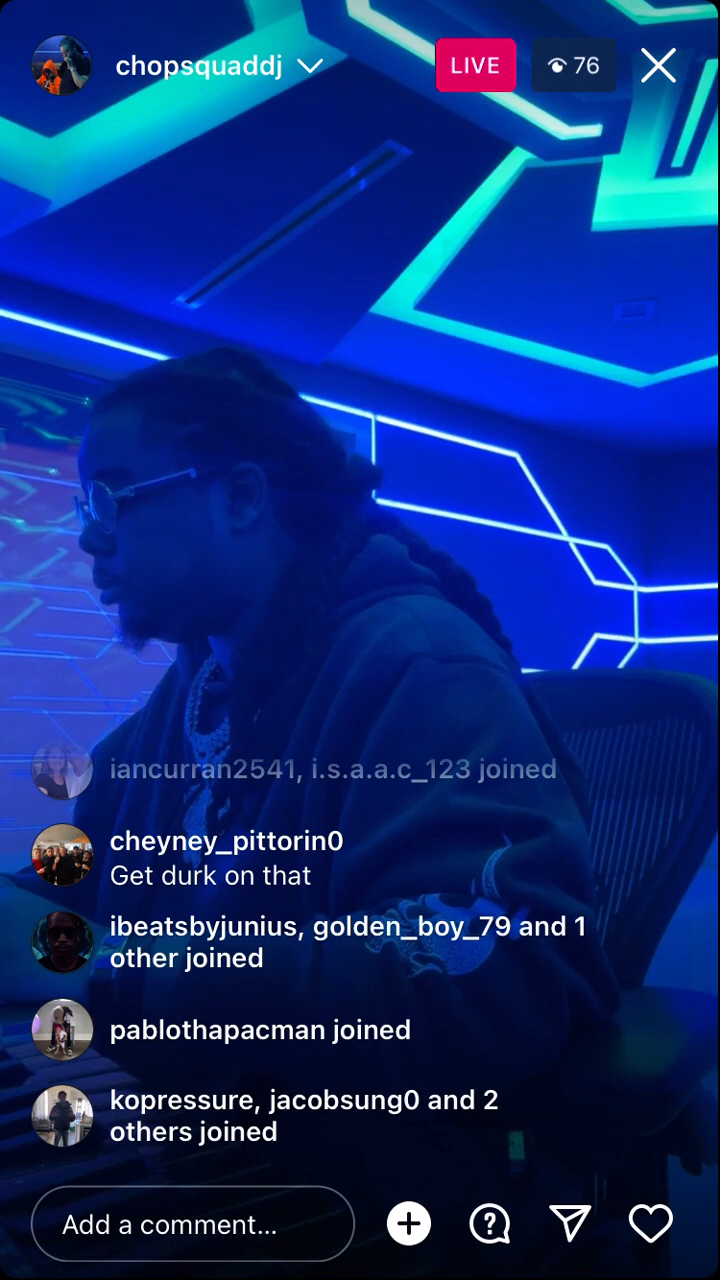 chopsquaddj
LIVE
76
iancurran2541, i.s.a.a.c_123 joined
cheyney_pittorin0
Get durk on that
ibeatsbyjunius, golden_boy_79 and 1
other joined
pablothapacman joined
kopressure, jacobsung0 and 2
others joined
Add a comment...